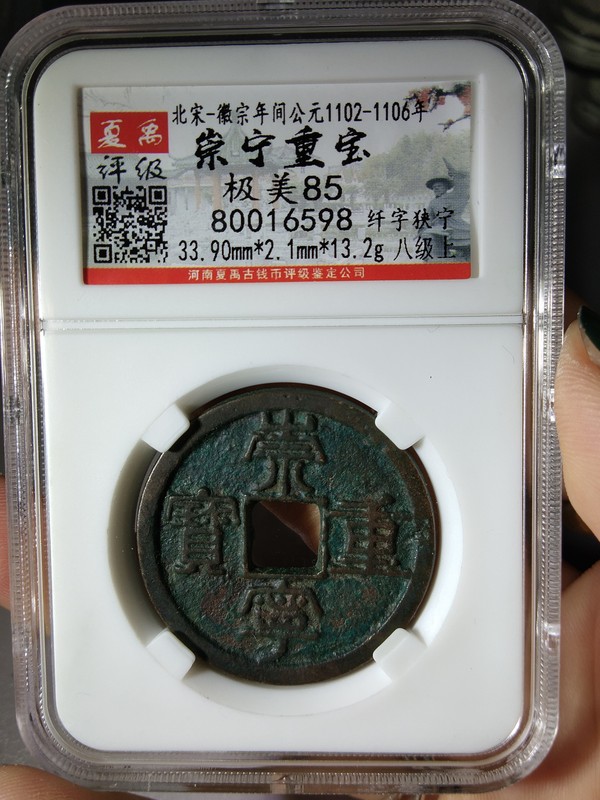 夏禹
评级
北宋-徽宗年间公元1102-1106年
崇宁重宝
极美85
80016598 纤字狭宁
33.90mm*2.1mm*13.2g 八级上
河南夏禹古钱币评级鉴定公司
崇
寶 重
寧